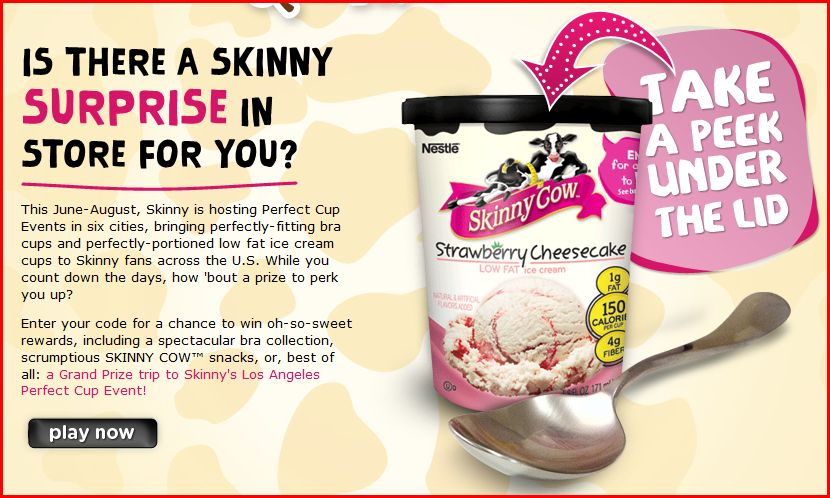 IS THERE A SKINNY
SURPRISE IN
STORE FOR YOU?
This June-August, Skinny is hosting Perfect Cup
Events in six cities, bringing perfectly-fitting bra
cups and perfectly-portioned low fat ice cream
cups to Skinny fans across the U.S. While you
count down the days, how 'bout a prize to perk
you up?
Enter your code for a chance to win oh-so-sweet
rewards, including a spectacular bra collection,
scrumptious SKINNY COW™ snacks, or, best of
all: a Grand Prize trip to Skinny's Los Angeles
Perfect Cup Event!
play now
TAKE
A PEEK
UNDER
THE LID
Nestlé
for
to
See
Skinny Cow
Strawberry Cheesecake
LOW FAT ice cream
NATURAL & ARTIFICIAL
FLAVORS ADDED
1g
FAT
150
CALORIE
PER CUP
4g
FIBER